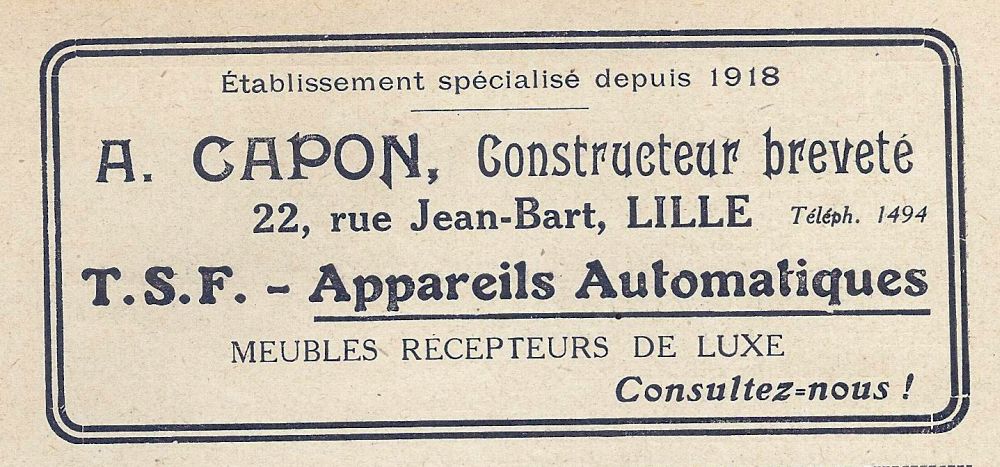 Établissement spécialisé depuis 1918
A. CAPON, Constructeur breveté
22, rue Jean-Bart, LILLE Téléph. 1494
T.S.F. - Appareils Automatiques
MEUBLES RÉCEPTEURS DE LUXE
Consultez=nous !